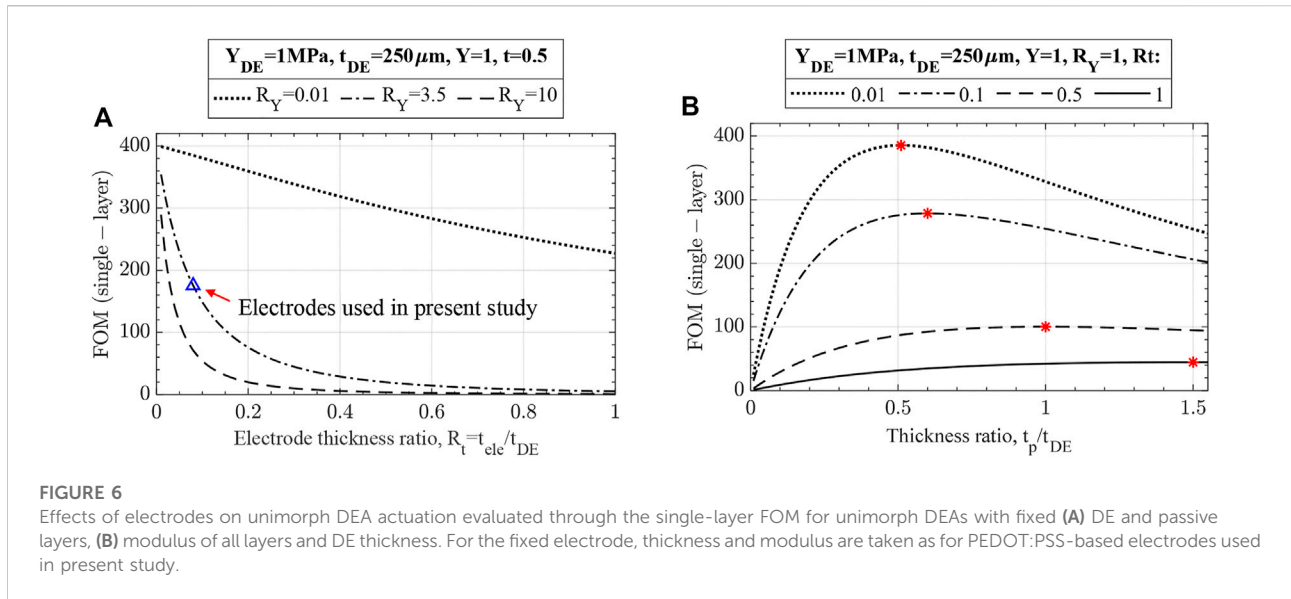 Y_DE=1MPa, t_DE=250μm, Y=1, t=0.5
R_Y=0.01 R_Y=3.5 R_Y=10
A
400
300
200
100
0
FOM (single − layer)
Electrodes used in present study
0 0.2 0.4 0.6 0.8 1
Electrode thickness ratio, R_t=t_ele/t_DE
Y_DE=1MPa, t_DE=250μm, Y=1, R_Y=1, Rt:
0.01 0.1 0.5 1
B
400
300
200
100
0
FOM (single − layer)
0 0.5 1 1.5
Thickness ratio, t_p/t_DE
FIGURE 6
Effects of electrodes on unimorph DEA actuation evaluated through the single-layer FOM for unimorph DEAs with fixed (A) DE and passive
layers, (B) modulus of all layers and DE thickness. For the fixed electrode, thickness and modulus are taken as for PEDOT:PSS-based electrodes used
in present study.